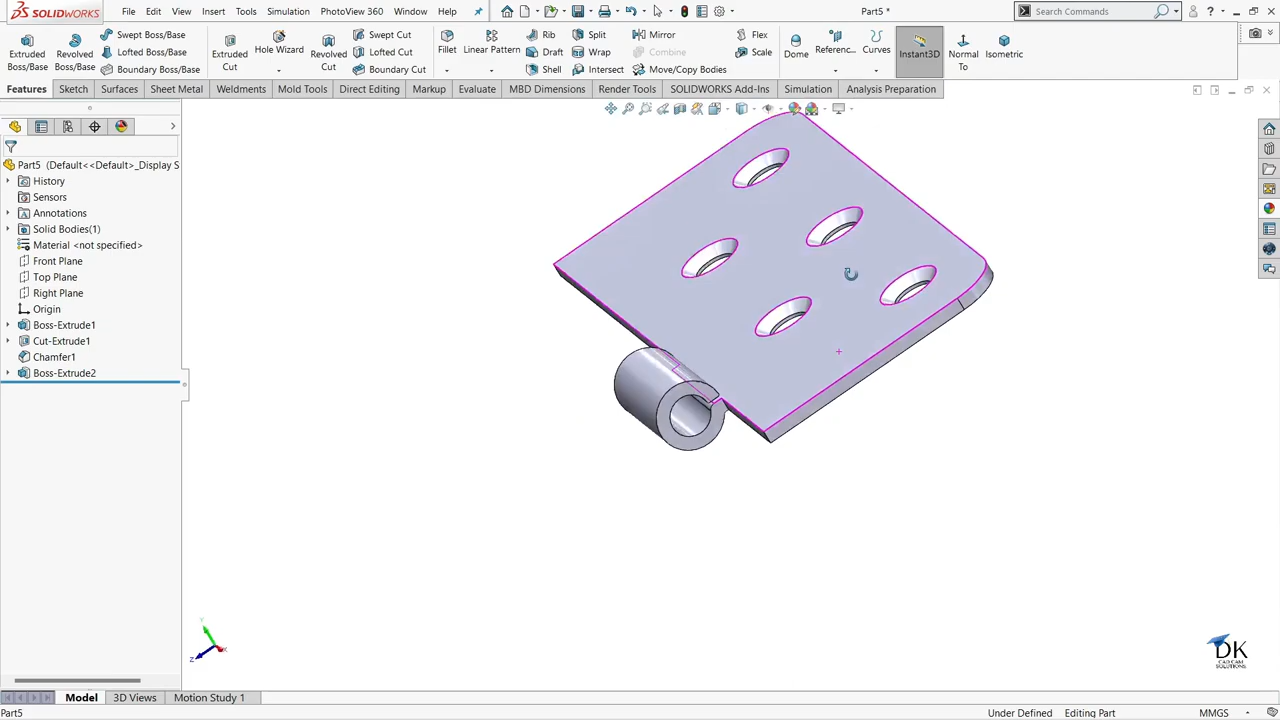 SOLIDWORKS File Edit View Insert Tools Simulation PhotoView 360 Window Help Part5 * Search Commands ?
Extruded Boss/Base
Revolved Boss/Base
Swept Boss/Base
Lofted Boss/Base
Boundary Boss/Base
Extruded Cut
Hole Wizard
Revolved Cut
Swept Cut
Lofted Cut
Boundary Cut
Fillet
Linear Pattern
Rib
Draft
Shell
Split
Wrap
Intersect
Mirror
Combine
Move/Copy Bodies
Flex
Scale
Dome
Referenc...
Curves
Instant3D
Normal To
Isometric
Features Sketch Surfaces Sheet Metal Weldments Mold Tools Direct Editing Markup Evaluate MBD Dimensions Render Tools SOLIDWORKS Add-Ins Simulation Analysis Preparation
Part5 (Default<<Default>_Display S
History
Sensors
Annotations
Solid Bodies(1)
Material <not specified>
Front Plane
Top Plane
Right Plane
Origin
Boss-Extrude1
Cut-Extrude1
Chamfer1
Boss-Extrude2
Y
Z
X
DK
CAD CAM
SOLUTIONS
Model 3D Views Motion Study 1
Part5 Under Defined Editing Part MMGS